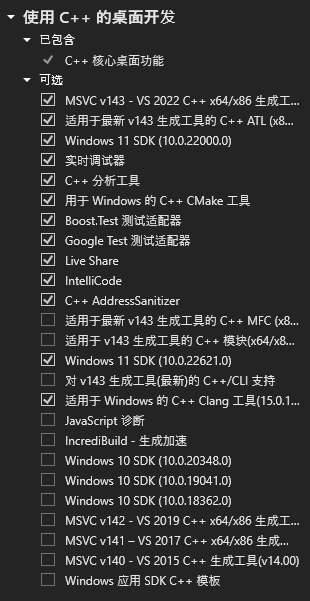 使用 C++ 的桌面开发
已包含
C++ 核心桌面功能
可选
MSVC v143 - VS 2022 C++ x64/x86 生成工...
适用于最新 v143 生成工具的 C++ ATL (x8...
Windows 11 SDK (10.0.22000.0)
实时调试器
C++ 分析工具
用于 Windows 的 C++ CMake 工具
Boost.Test 测试适配器
Google Test 测试适配器
Live Share
IntelliCode
C++ AddressSanitizer
适用于最新 v143 生成工具的 C++ MFC (x8...
适用于 v143 生成工具的 C++ 模块(x64/x8...
Windows 11 SDK (10.0.22621.0)
对 v143 生成工具(最新)的 C++/CLI 支持
适用于 Windows 的 C++ Clang 工具(15.0.1...
JavaScript 诊断
IncrediBuild - 生成加速
Windows 10 SDK (10.0.20348.0)
Windows 10 SDK (10.0.19041.0)
Windows 10 SDK (10.0.18362.0)
MSVC v142 - VS 2019 C++ x64/x86 生成工...
MSVC v141 – VS 2017 C++ x64/x86 生成...
MSVC v140 - VS 2015 C++ 生成工具(v14.00)
Windows 应用 SDK C++ 模板